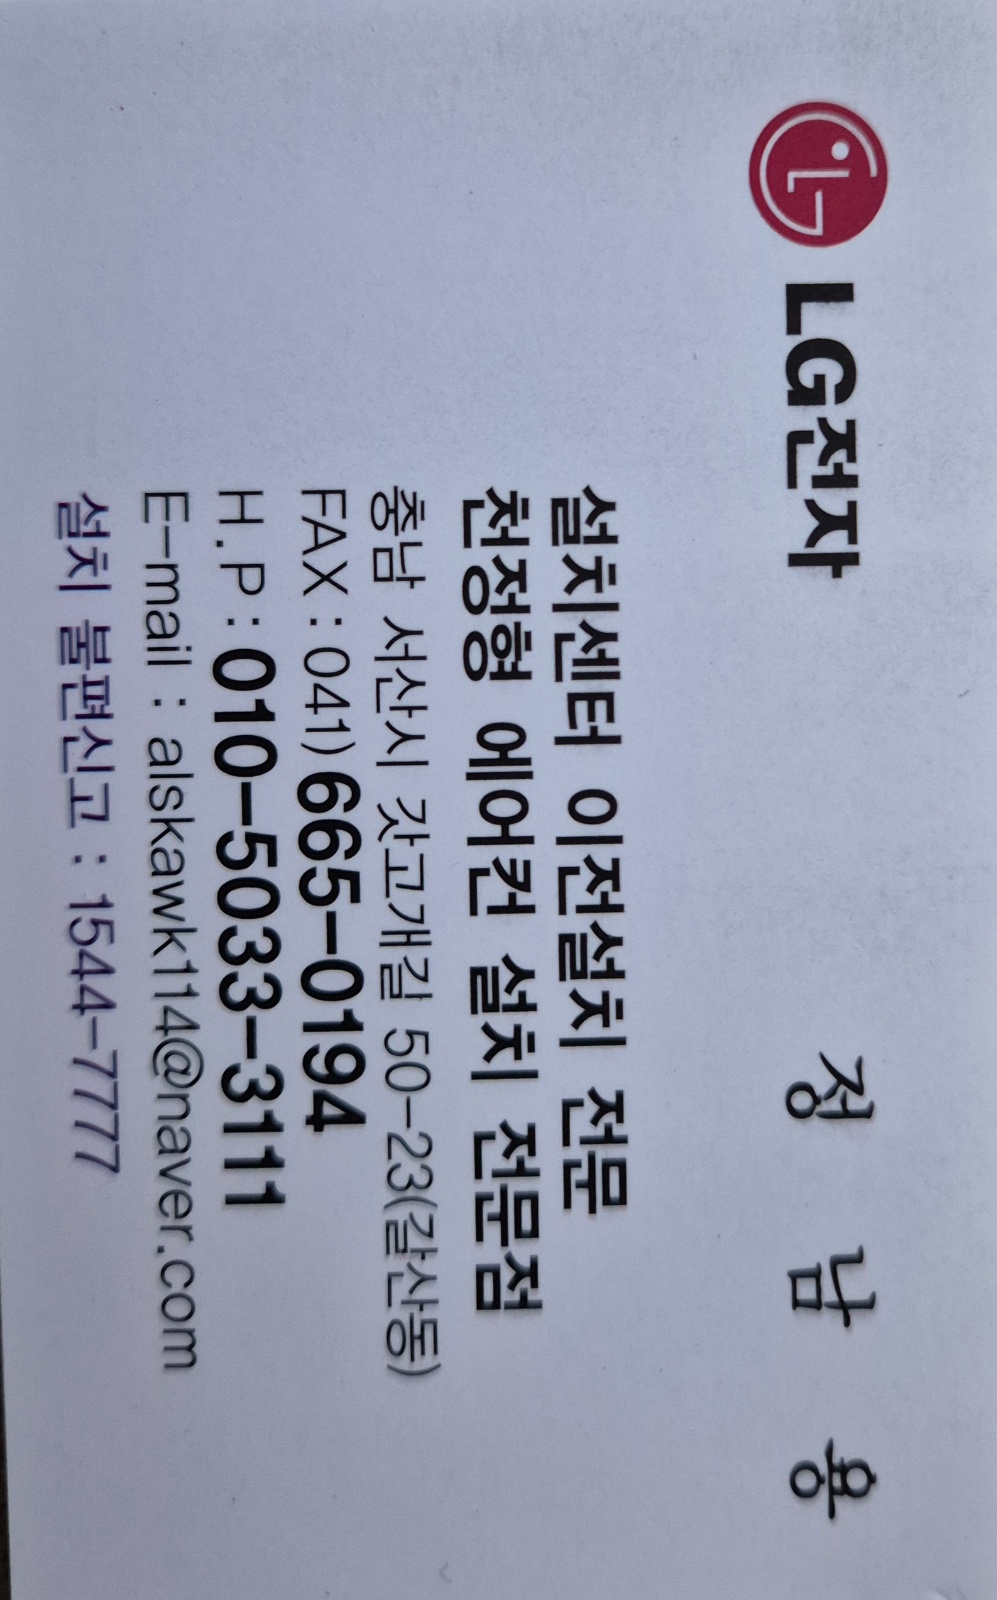 LG전자
정 남 용
설치센터 이전설치 전문
천정형 에어컨 설치 전문점
충남 서산시 갓고개길 50-23(갈산동)
FAX : 041) 665-0194
H.P : 010-5033-3111
E-mail : alskawk114@naver.com
설치 불편신고 : 1544-7777